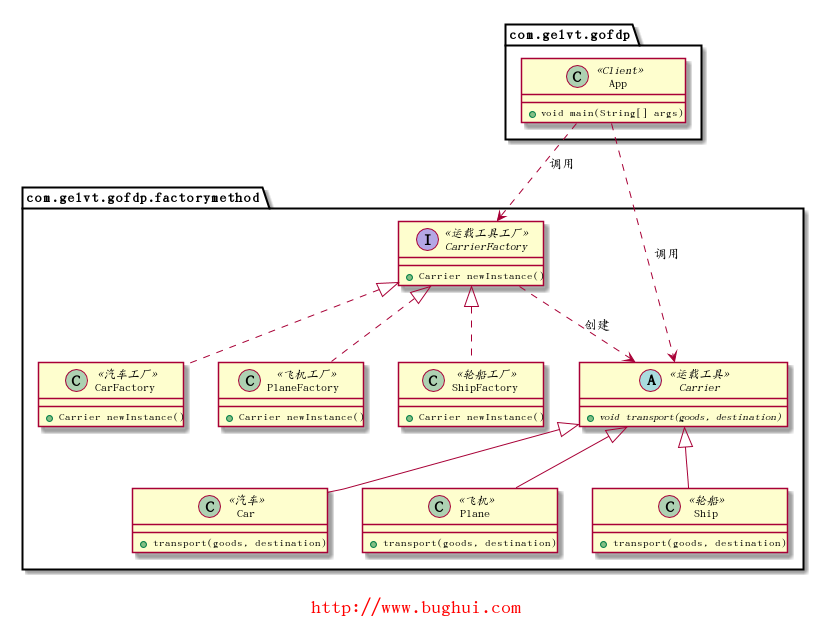 com.gelvt.gofdp
C
«Client»
App
void main(String[] args)
调用
调用
com.gelvt.gofdp.factorymethod
I
«运载工具工厂»
CarrierFactory
Carrier newInstance()
创建
C
«汽车工厂»
CarFactory
Carrier newInstance()
C
«飞机工厂»
PlaneFactory
Carrier newInstance()
C
«轮船工厂»
ShipFactory
Carrier newInstance()
A
«运载工具»
Carrier
void transport(goods, destination)
C
«汽车»
Car
transport(goods, destination)
C
«飞机»
Plane
transport(goods, destination)
C
«轮船»
Ship
transport(goods, destination)
http://www.bughui.com